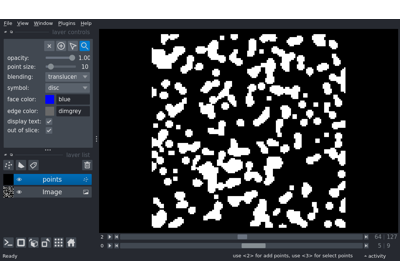 File View Window Plugins Help
layer controls
opacity: 1.00
point size: 10
blending: translucen
symbol: disc
face color: blue
edge color: dimgrey
display text:
out of slice:
layer list
points
Image
2 64 127
0 5 9
Ready use <2> for add points, use <3> for select points activity